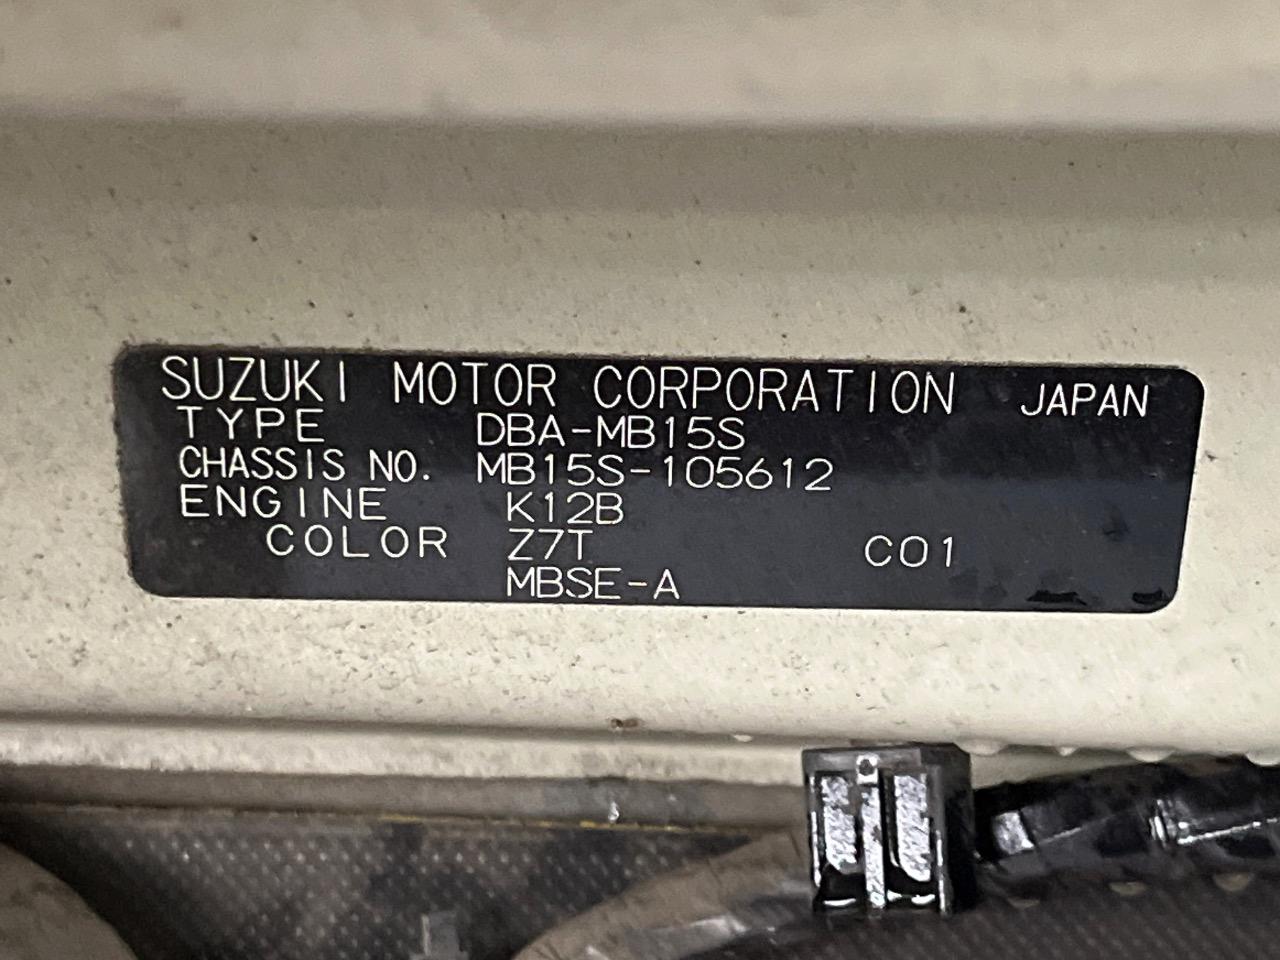 SUZUKI MOTOR CORPORATION JAPAN
TYPE DBA-MB15S
CHASSIS NO. MB15S-105612
ENGINE K12B
COLOR Z7T C01
MBSE-A